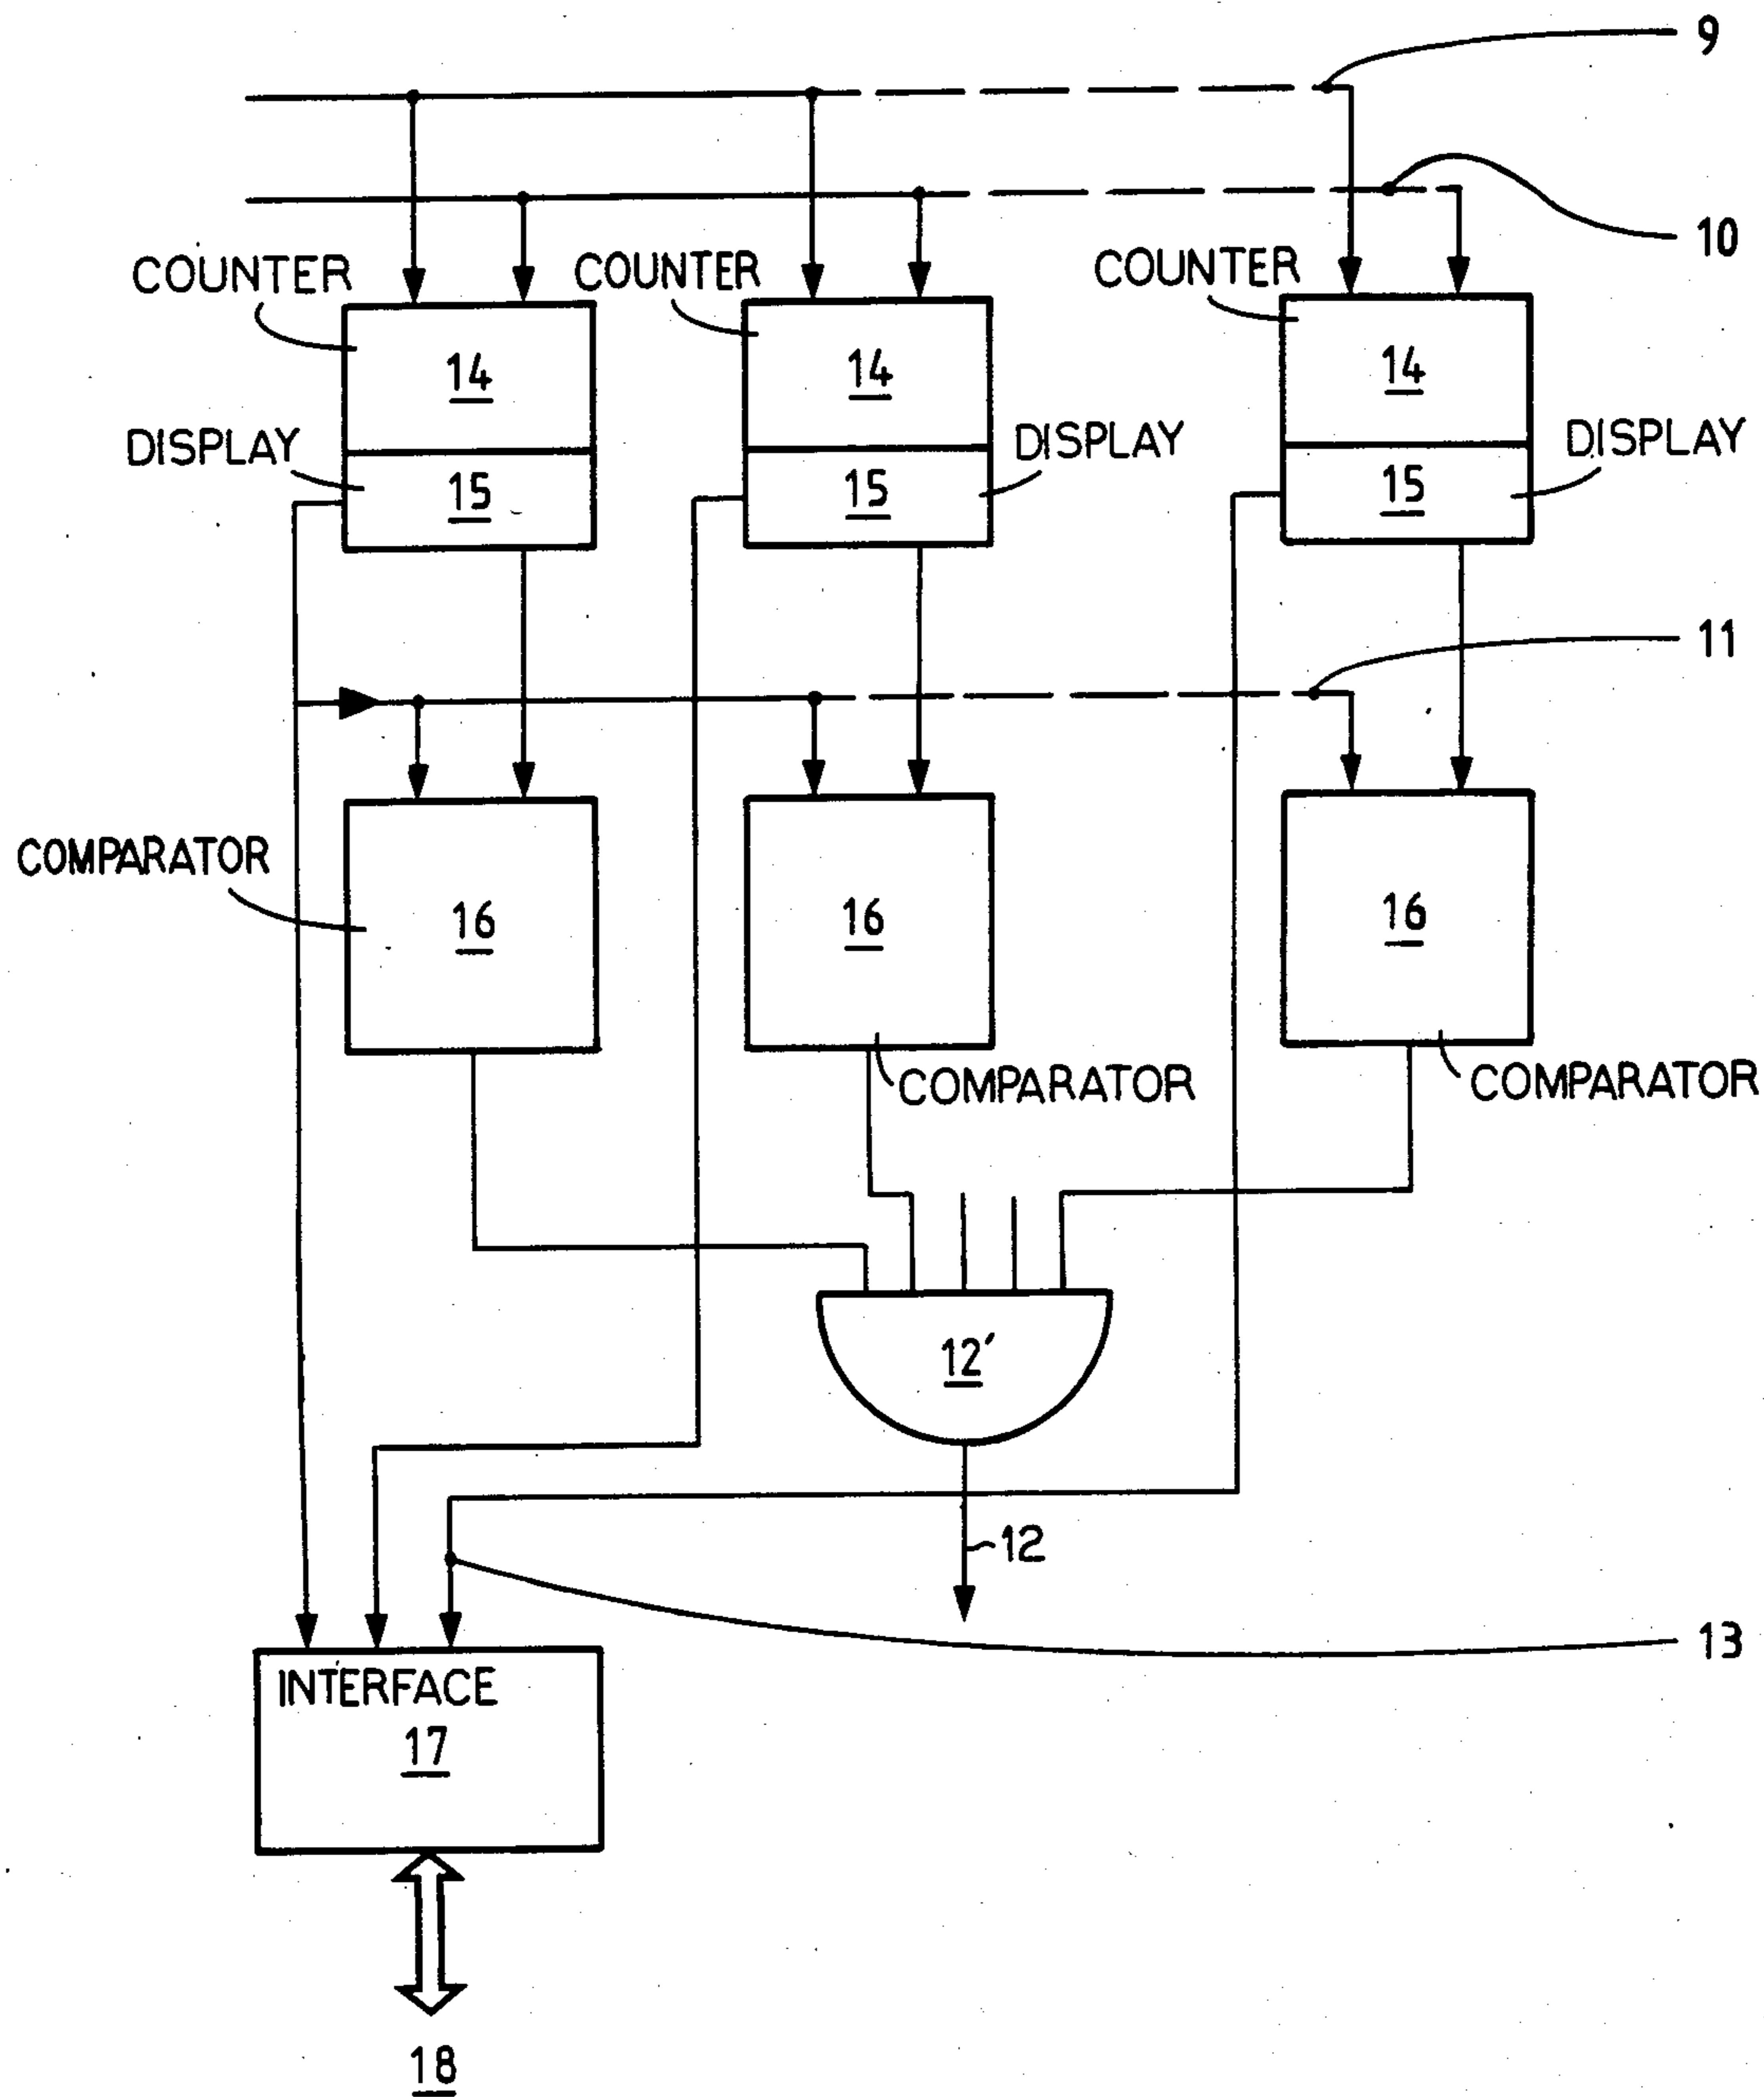 9
10
COUNTER
COUNTER
COUNTER
14
14
14
DISPLAY
DISPLAY
DISPLAY
15
15
15
11
COMPARATOR
16
16
16
COMPARATOR
COMPARATOR
12'
12
13
INTERFACE
17
18